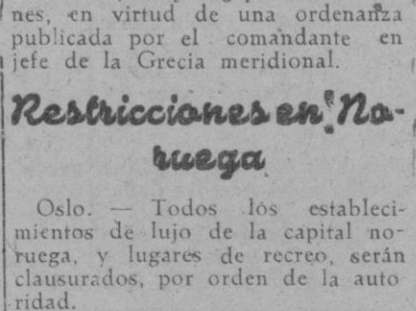 nes, en virtud de una ordenanza
publicada por el comandante en
jefe de la Grecia meridional.
Restricciones en No-
ruega
Oslo. — Todos los estableci-
mientos de lujo de la capital no-
ruega, y lugares de recreo, serán
clausurados, por orden de la auto
ridad.